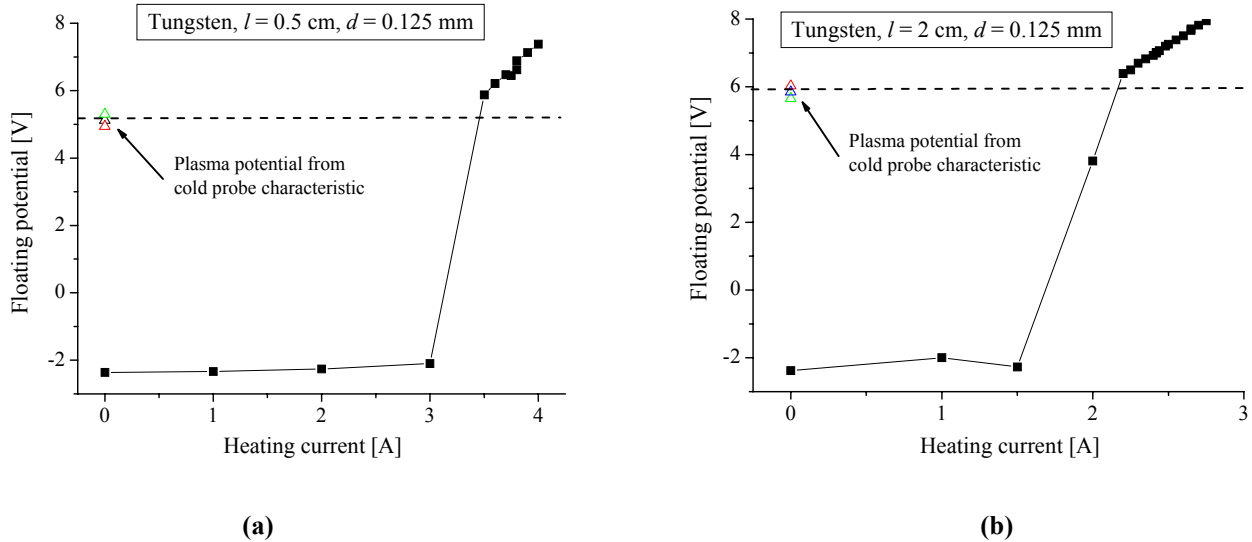 Tungsten, l = 0.5 cm, d = 0.125 mm
8
6
4
2
0
-2
Floating potential [V]
Plasma potential from
cold probe characteristic
0 1 2 3 4
Heating current [A]
(a)
Tungsten, l = 2 cm, d = 0.125 mm
8
6
4
2
0
-2
Floating potential [V]
Plasma potential from
cold probe characteristic
0 1 2 3
Heating current [A]
(b)